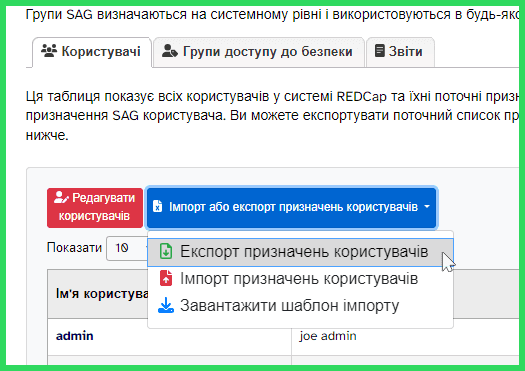 Групи SAG визначаються на системному рівні і використовуються в будь-яко
Користувачі
Групи доступу до безпеки
Звіти
Ця таблиця показує всіх користувачів у системі REDCap та їхні поточні приз
призначення SAG користувача. Ви можете експортувати поточний список пр
нижче.
Редагувати
користувачів
Імпорт або експорт призначень користувачів
Показати 10
Експорт призначень користувачів
Імпорт призначень користувачів
Завантажити шаблон імпорту
Ім'я користува
admin
joe admin